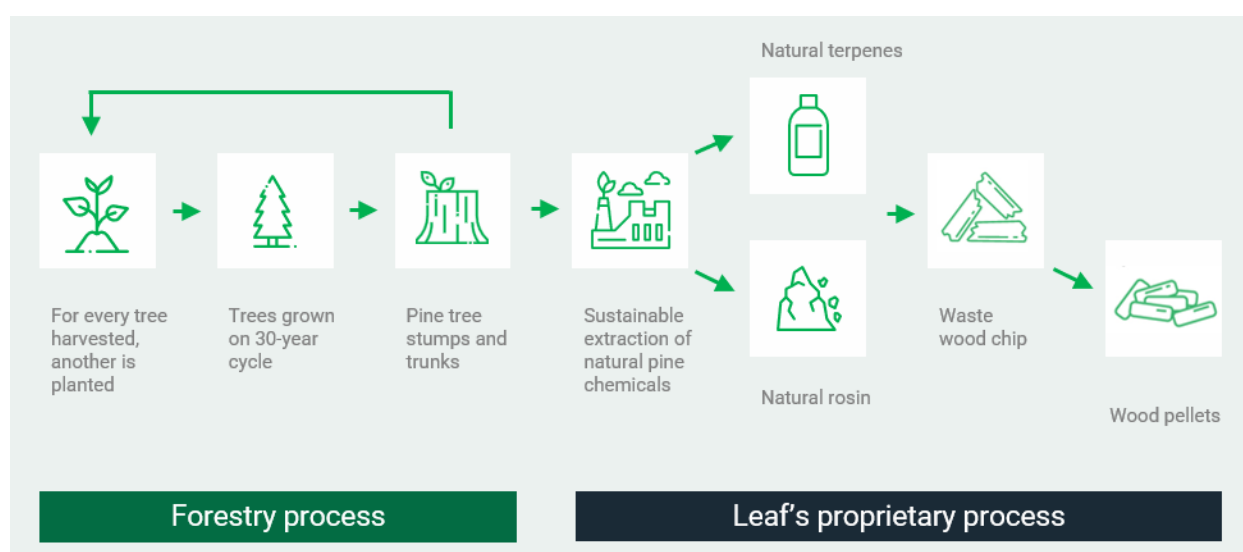 Natural terpenes
For every tree
harvested,
another is
planted
Trees grown
on 30-year
cycle
Pine tree
stumps and
trunks
Sustainable
extraction of
natural pine
chemicals
Natural rosin
Waste
wood chip
Wood pellets
Forestry process
Leaf's proprietary process